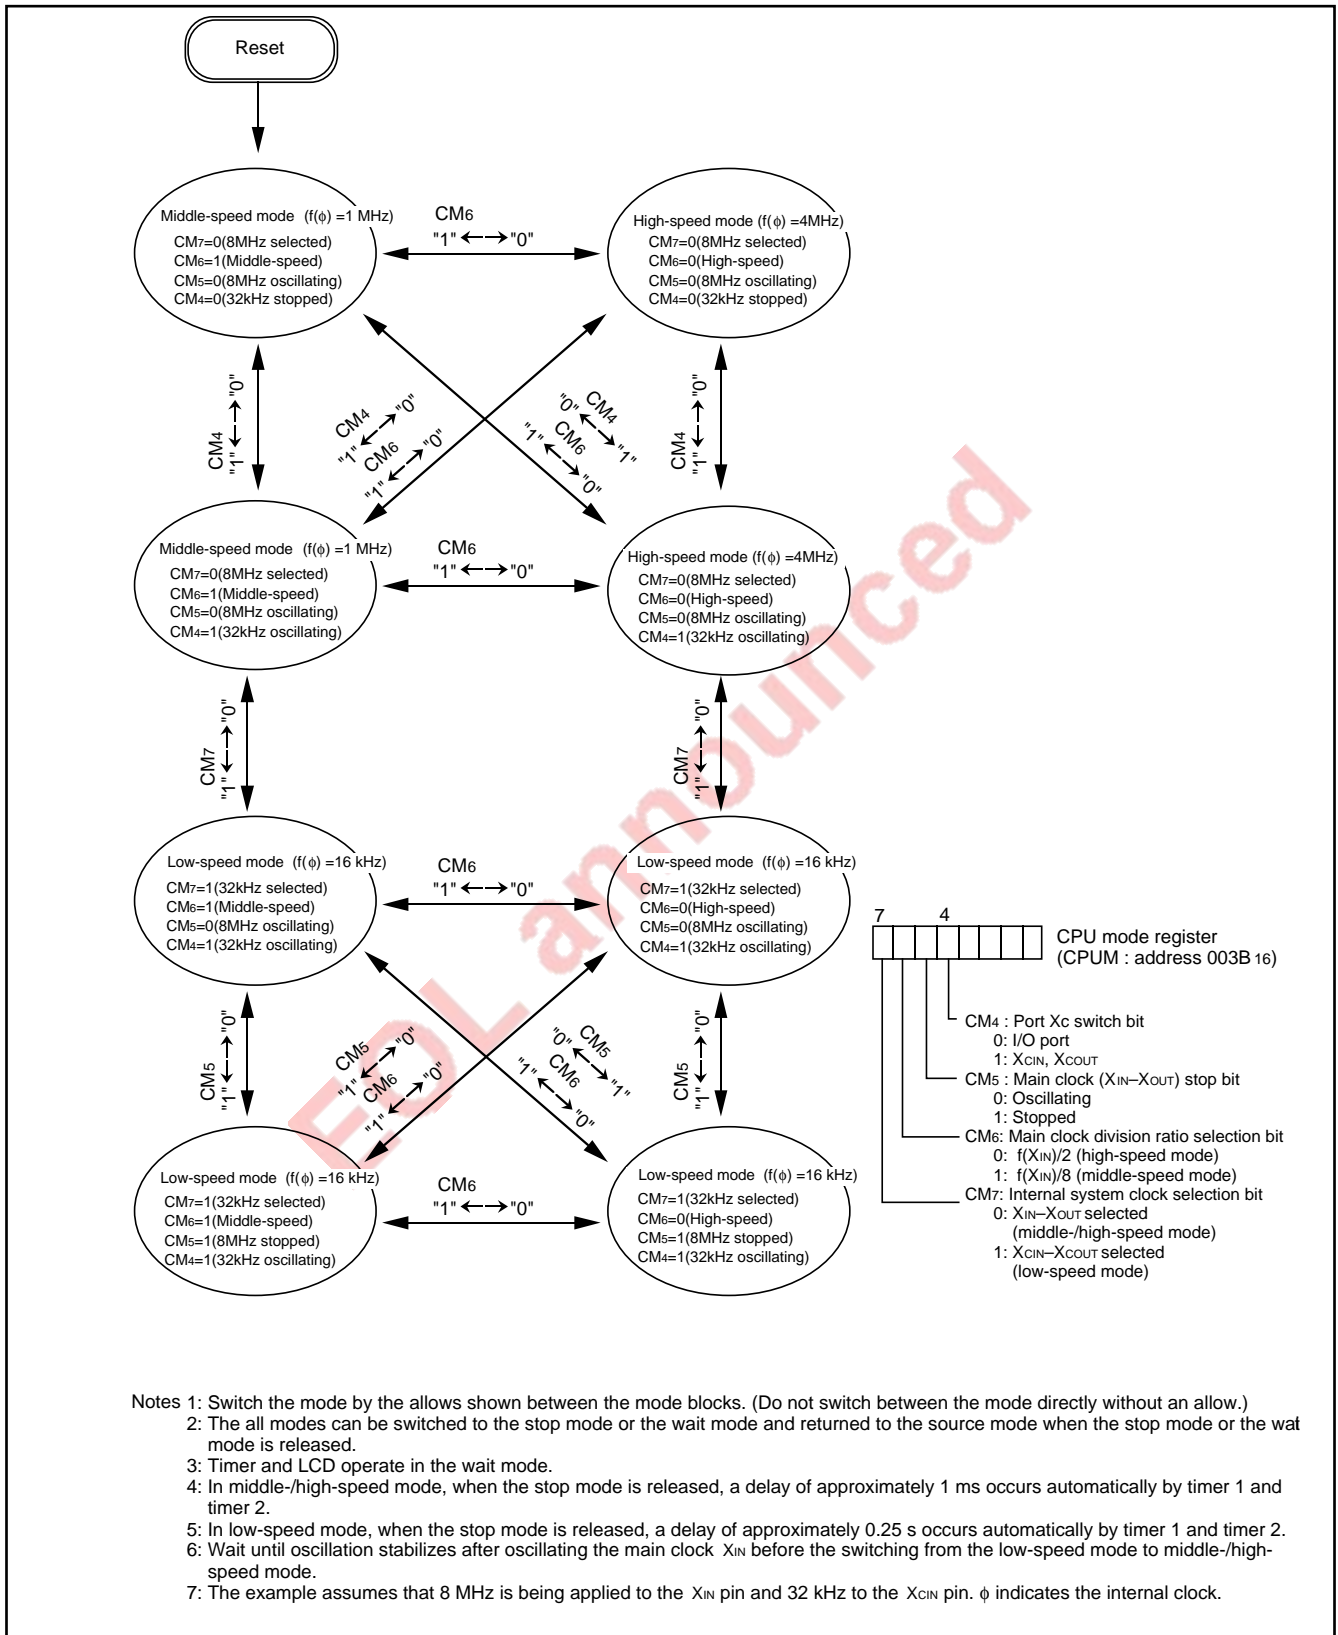 Reset
Middle-speed mode (f(ϕ) =1 MHz)
CM7=0(8MHz selected)
CM6=1(Middle-speed)
CM5=0(8MHz oscillating)
CM4=0(32kHz stopped)
CM6
"1" ←→ "0"
High-speed mode (f(ϕ) =4MHz)
CM7=0(8MHz selected)
CM6=0(High-speed)
CM5=0(8MHz oscillating)
CM4=0(32kHz stopped)
CM4
"1" ←→ "0"
CM4
"1" ←→ "0"
CM6
"1" ←→ "0"
CM4
"0" ←→ "1"
CM6
"1" ←→ "0"
CM4
"1" ←→ "0"
Middle-speed mode (f(ϕ) =1 MHz)
CM7=0(8MHz selected)
CM6=1(Middle-speed)
CM5=0(8MHz oscillating)
CM4=1(32kHz oscillating)
CM6
"1" ←→ "0"
High-speed mode (f(ϕ) =4MHz)
CM7=0(8MHz selected)
CM6=0(High-speed)
CM5=0(8MHz oscillating)
CM4=1(32kHz oscillating)
CM7
"1" ←→ "0"
CM7
"1" ←→ "0"
Low-speed mode (f(ϕ) =16 kHz)
CM7=1(32kHz selected)
CM6=1(Middle-speed)
CM5=0(8MHz oscillating)
CM4=1(32kHz oscillating)
CM6
"1" ←→ "0"
Low-speed mode (f(ϕ) =16 kHz)
CM7=1(32kHz selected)
CM6=0(High-speed)
CM5=0(8MHz oscillating)
CM4=1(32kHz oscillating)
CM5
"1" ←→ "0"
CM5
"1" ←→ "0"
CM6
"1" ←→ "0"
CM5
"0" ←→ "1"
CM6
"1" ←→ "0"
CM5
"1" ←→ "0"
Low-speed mode (f(ϕ) =16 kHz)
CM7=1(32kHz selected)
CM6=1(Middle-speed)
CM5=1(8MHz stopped)
CM4=1(32kHz oscillating)
CM6
"1" ←→ "0"
Low-speed mode (f(ϕ) =16 kHz)
CM7=1(32kHz selected)
CM6=0(High-speed)
CM5=1(8MHz stopped)
CM4=1(32kHz oscillating)
7 4
CPU mode register
(CPUM : address 003B 16)
CM4 : Port Xc switch bit
0: I/O port
1: XCIN, XCOUT
CM5 : Main clock (XIN–XOUT) stop bit
0: Oscillating
1: Stopped
CM6: Main clock division ratio selection bit
0: f(XIN)/2 (high-speed mode)
1: f(XIN)/8 (middle-speed mode)
CM7: Internal system clock selection bit
0: XIN–XOUT selected
(middle-/high-speed mode)
1: XCIN–XCOUT selected
(low-speed mode)
EOL announced
Notes 1: Switch the mode by the allows shown between the mode blocks. (Do not switch between the mode directly without an allow.)
2: The all modes can be switched to the stop mode or the wait mode and returned to the source mode when the stop mode or the wait
mode is released.
3: Timer and LCD operate in the wait mode.
4: In middle-/high-speed mode, when the stop mode is released, a delay of approximately 1 ms occurs automatically by timer 1 and
timer 2.
5: In low-speed mode, when the stop mode is released, a delay of approximately 0.25 s occurs automatically by timer 1 and timer 2.
6: Wait until oscillation stabilizes after oscillating the main clock XIN before the switching from the low-speed mode to middle-/high-
speed mode.
7: The example assumes that 8 MHz is being applied to the XIN pin and 32 kHz to the XCIN pin. ϕ indicates the internal clock.